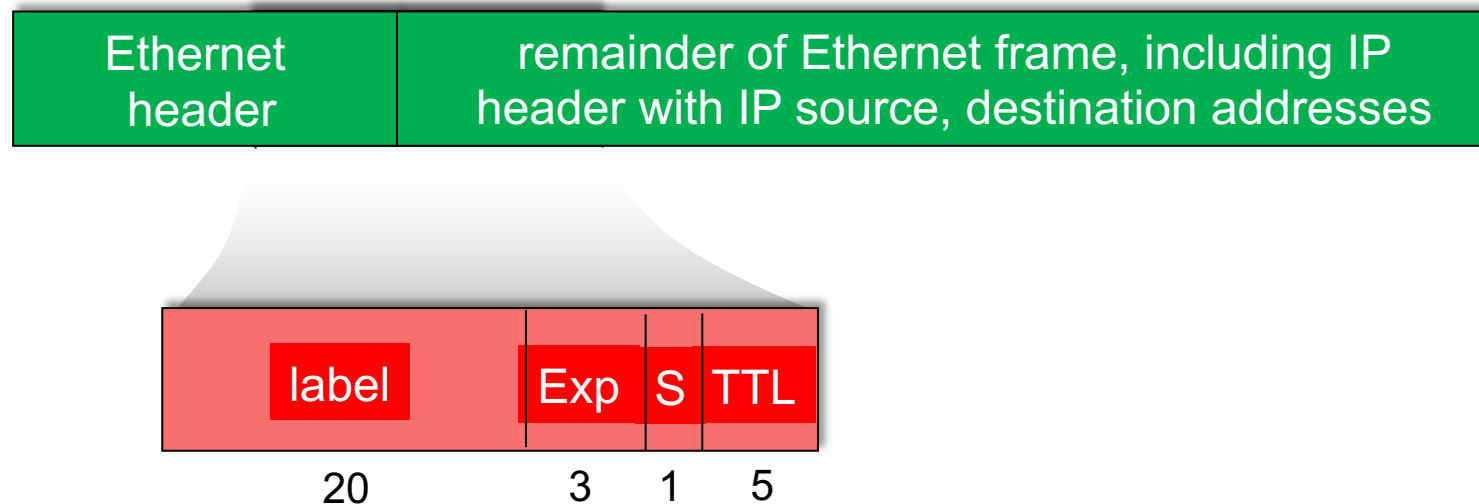 Ethernet
header
remainder of Ethernet frame, including IP
header with IP source, destination addresses
label Exp S TTL
20 3 1 5